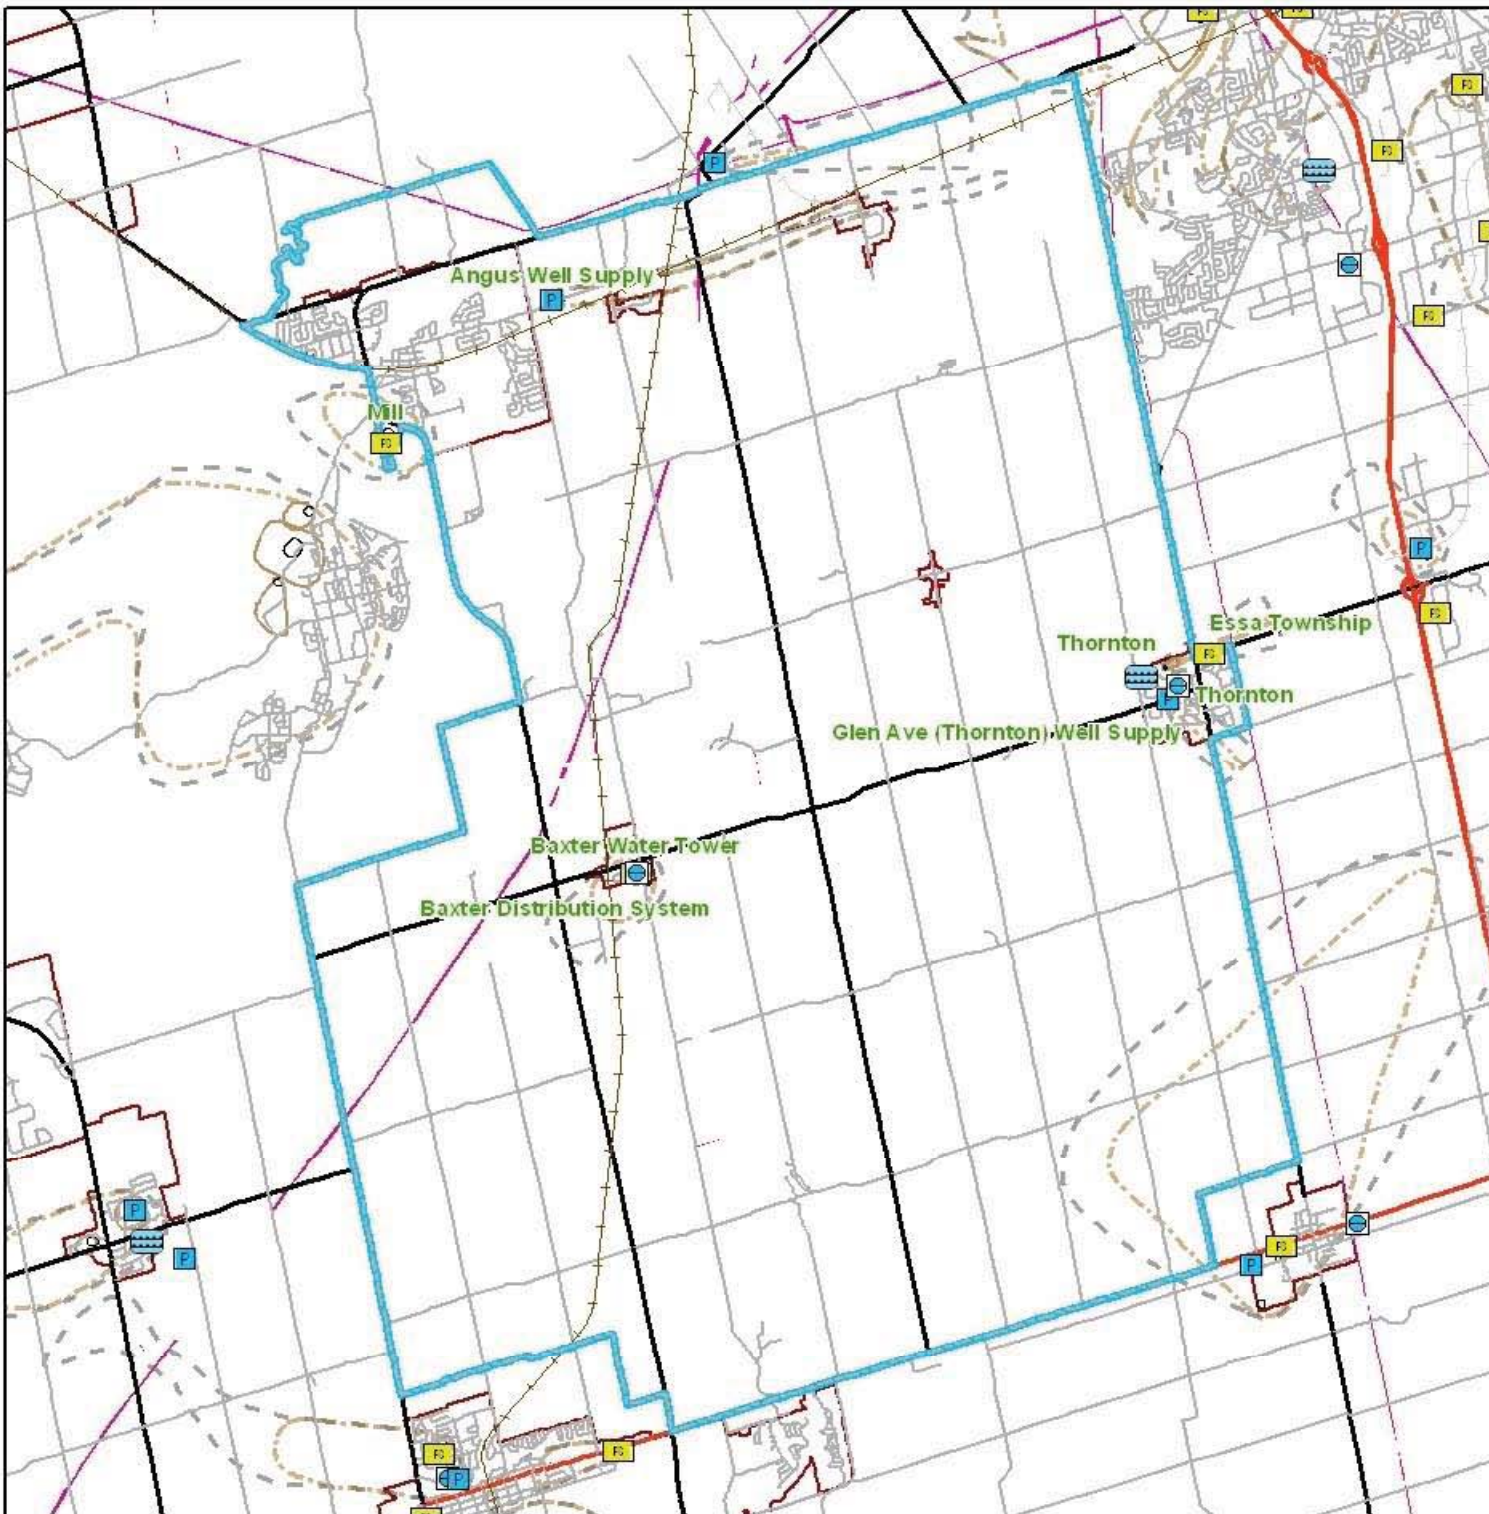 P
Angus Well Supply
P
Mill
P
Essa Township
Thornton
P
Thornton
Glen Ave (Thornton) Well Supply
Baxter Water Tower
Baxter Distribution System
P
P
P
P